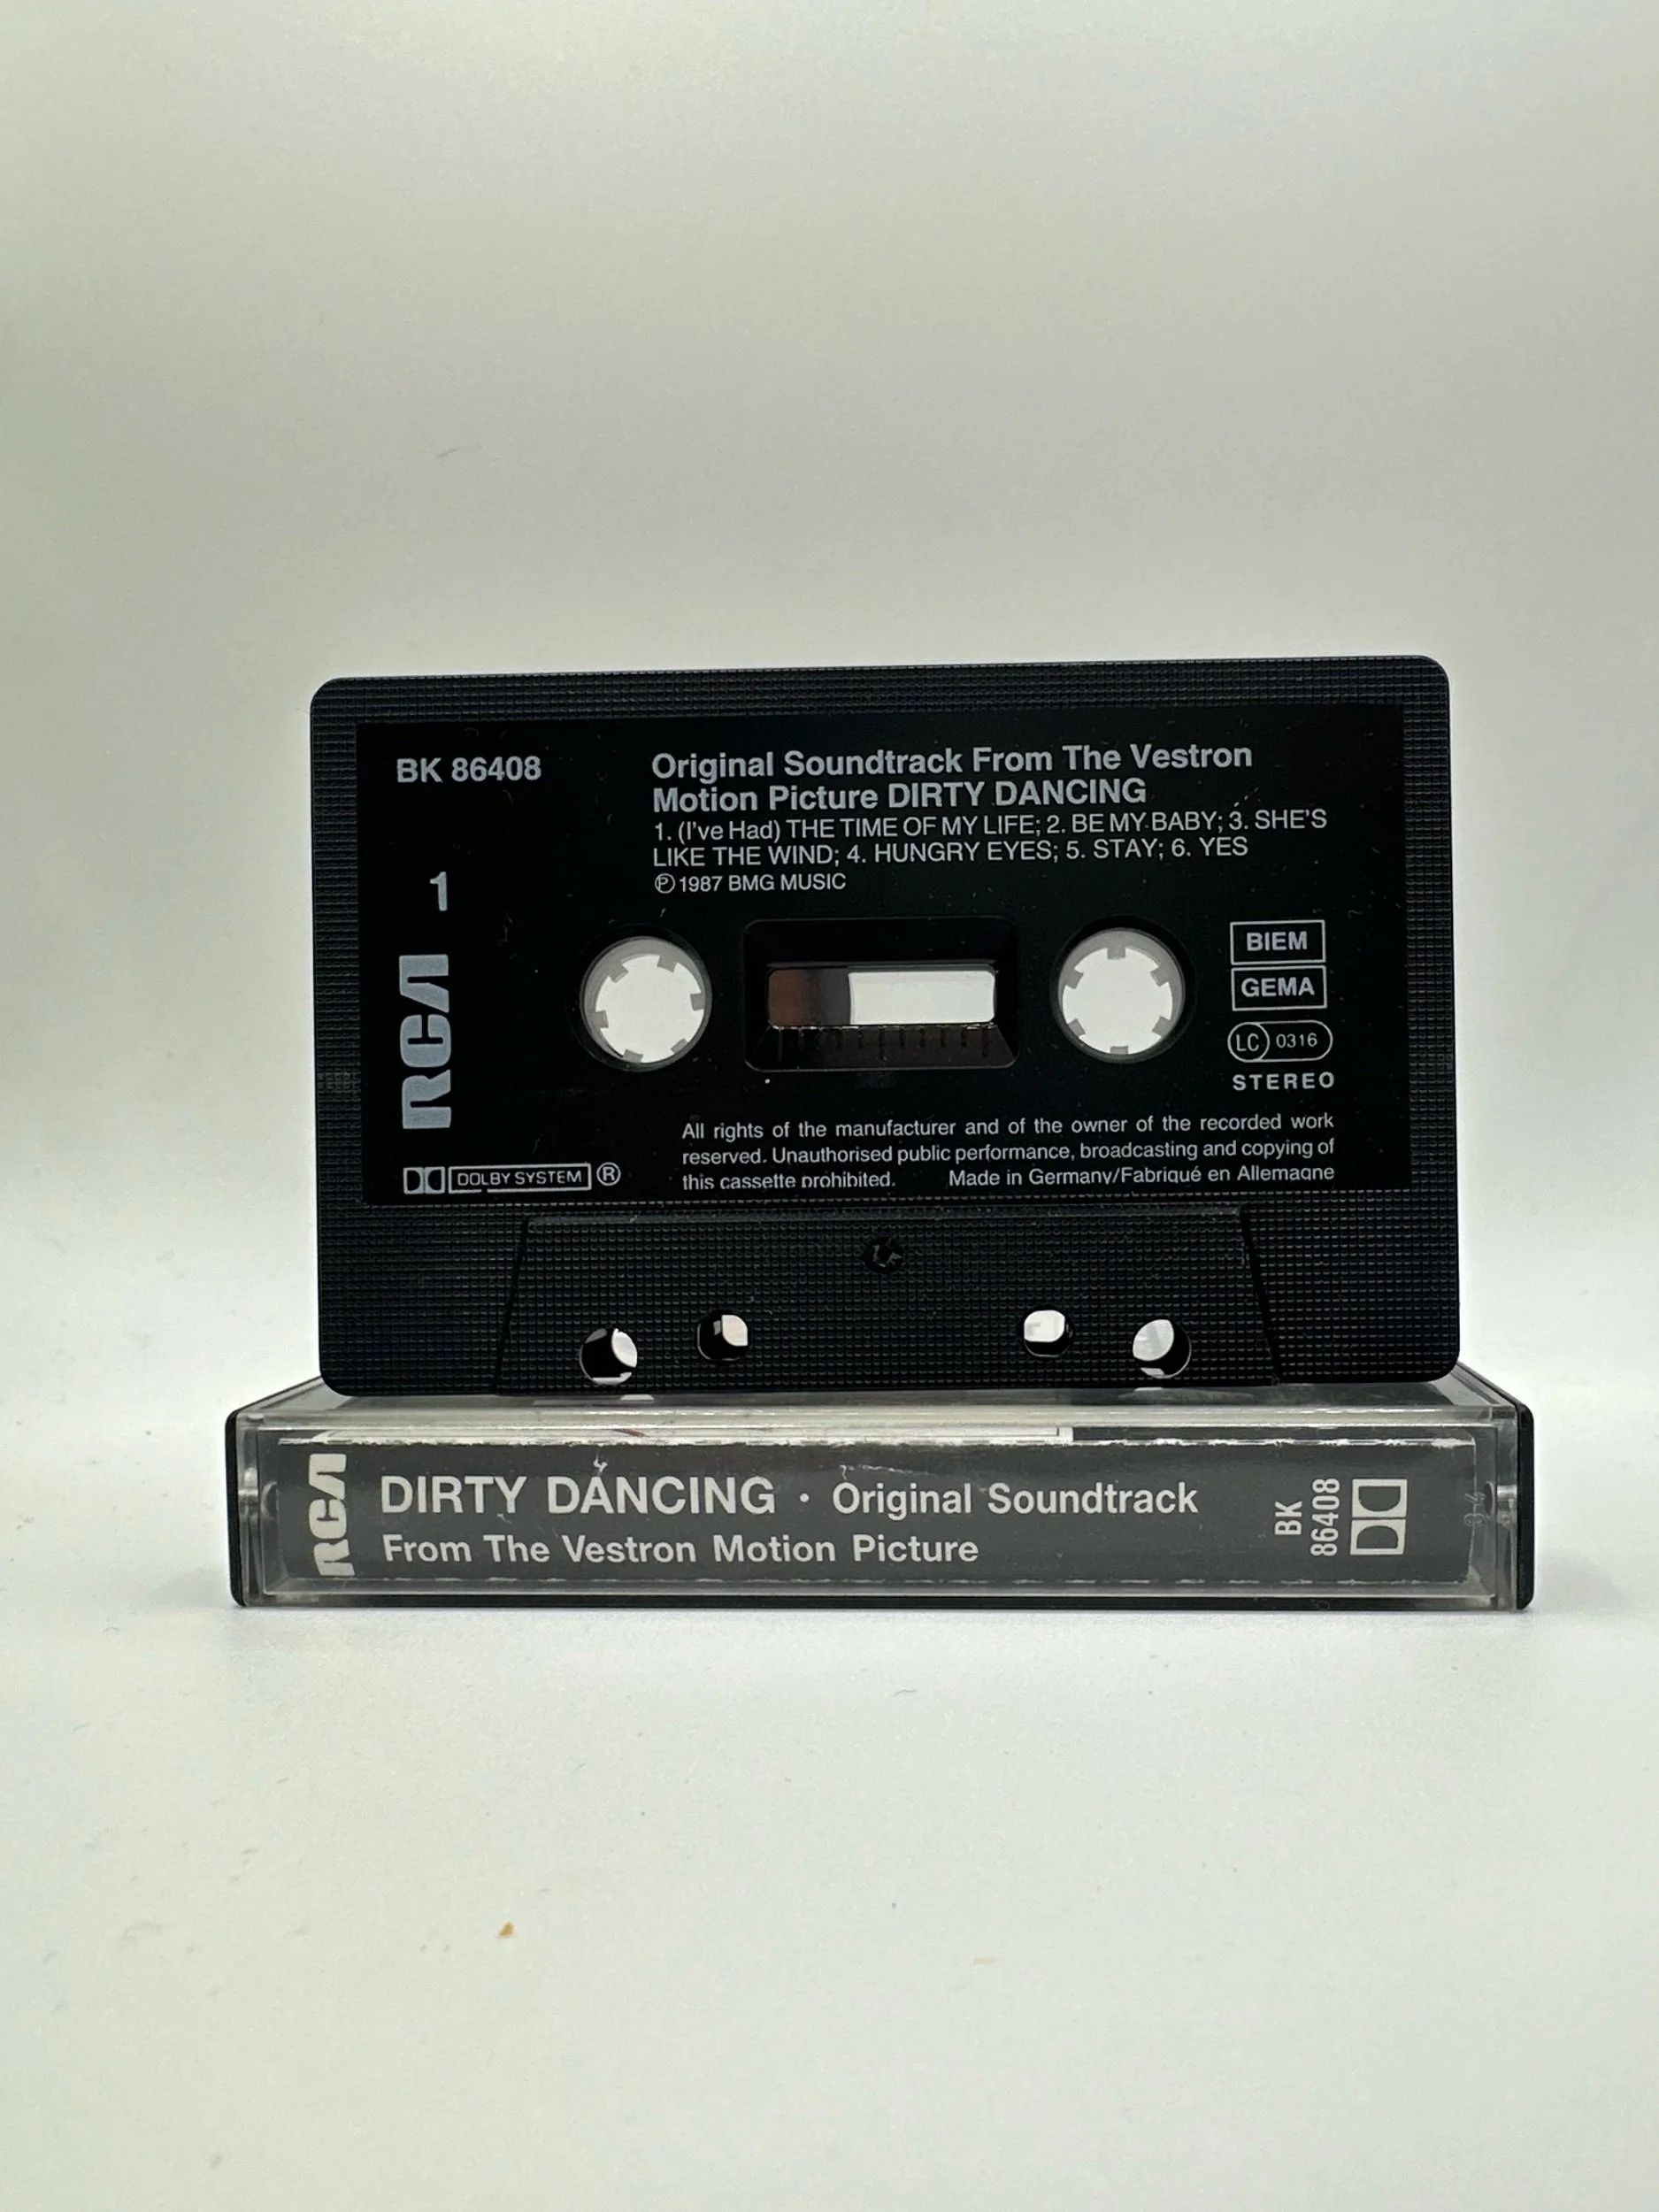 BK 86408
Original Soundtrack From The Vestron
Motion Picture DIRTY DANCING
1. (I've Had) THE TIME OF MY LIFE; 2. BE MY BABY; 3. SHE'S
LIKE THE WIND; 4. HUNGRY EYES; 5. STAY; 6. YES
℗ 1987 BMG MUSIC
1
RCA
BIEM
GEMA
LC 0316
STEREO
All rights of the manufacturer and of the owner of the recorded work
reserved. Unauthorised public performance, broadcasting and copying of
this cassette prohibited. Made in Germany/Fabriqué en Allemagne
DOLBY SYSTEM ®
RCA
DIRTY DANCING · Original Soundtrack
From The Vestron Motion Picture
BK
86408